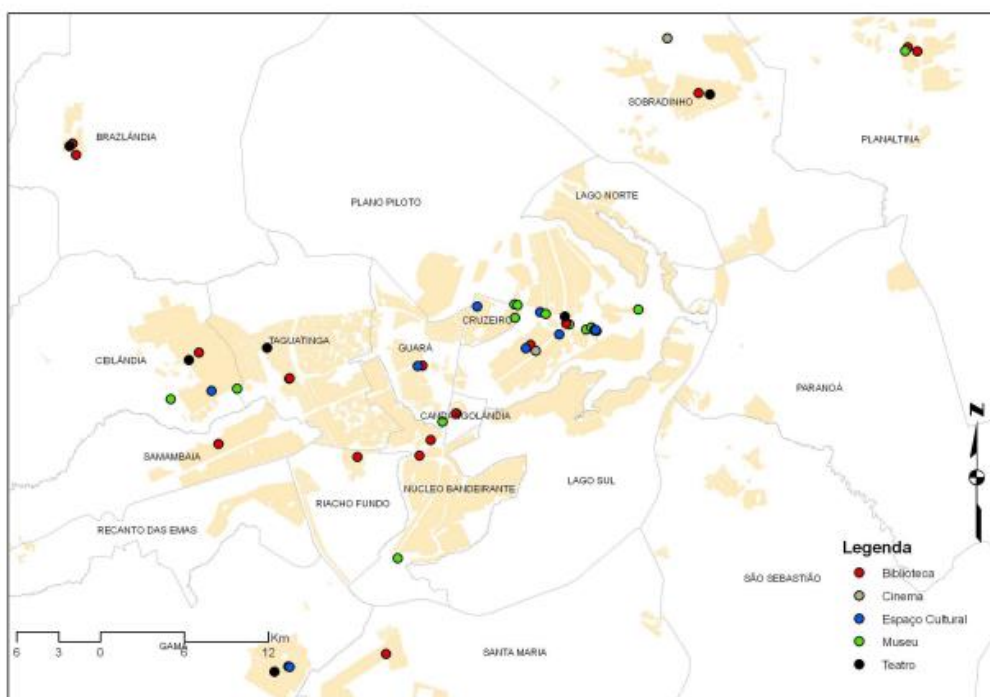 SOBRADINHO
BRAZLÂNDIA
PLANALTINA
LAGO NORTE
PLANO PILOTO
CRUZEIRO
TAGUATINGA
GUARÁ
CEILÂNDIA
PARANOÁ
CANDANGOLÂNDIA
SAMAMBAIA
LAGO SUL
NÚCLEO BANDEIRANTE
RIACHO FUNDO
RECANTO DAS EMAS
N
Legenda
Biblioteca
SÃO SEBASTIÃO
Cinema
Espaço Cultural
Museu
Teatro
Km
GAMA
6 3 0 6 12
SANTA MARIA